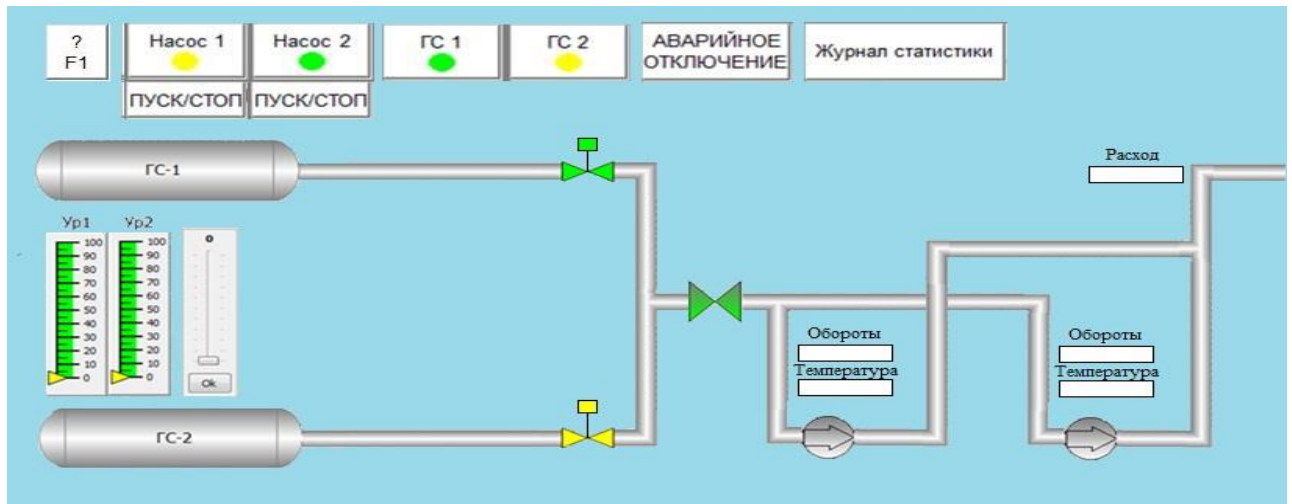 ?
F1
Насос 1
Насос 2
ГС 1
ГС 2
АВАРИЙНОЕ
ОТКЛЮЧЕНИЕ
Журнал статистики
ПУСК/СТОП
ПУСК/СТОП
ГС-1
Расход
Ур1
Ур2
100
90
80
70
60
50
40
30
20
10
0
100
90
80
70
60
50
40
30
20
10
0
0
Ok
Обороты
Температура
Обороты
Температура
ГС-2